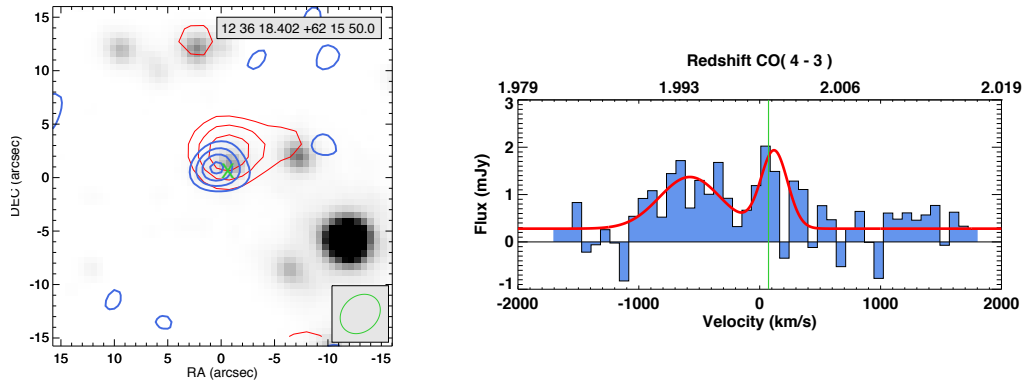 12 36 18.402 +62 15 50.0
15
10
5
0
-5
-10
-15
DEC (arcsec)
15 10 5 0 -5 -10 -15
RA (arcsec)
Redshift CO( 4 - 3 )
1.979 1.993 2.006 2.019
3
2
1
0
-1
Flux (mJy)
-2000 -1000 0 1000 2000
Velocity (km/s)